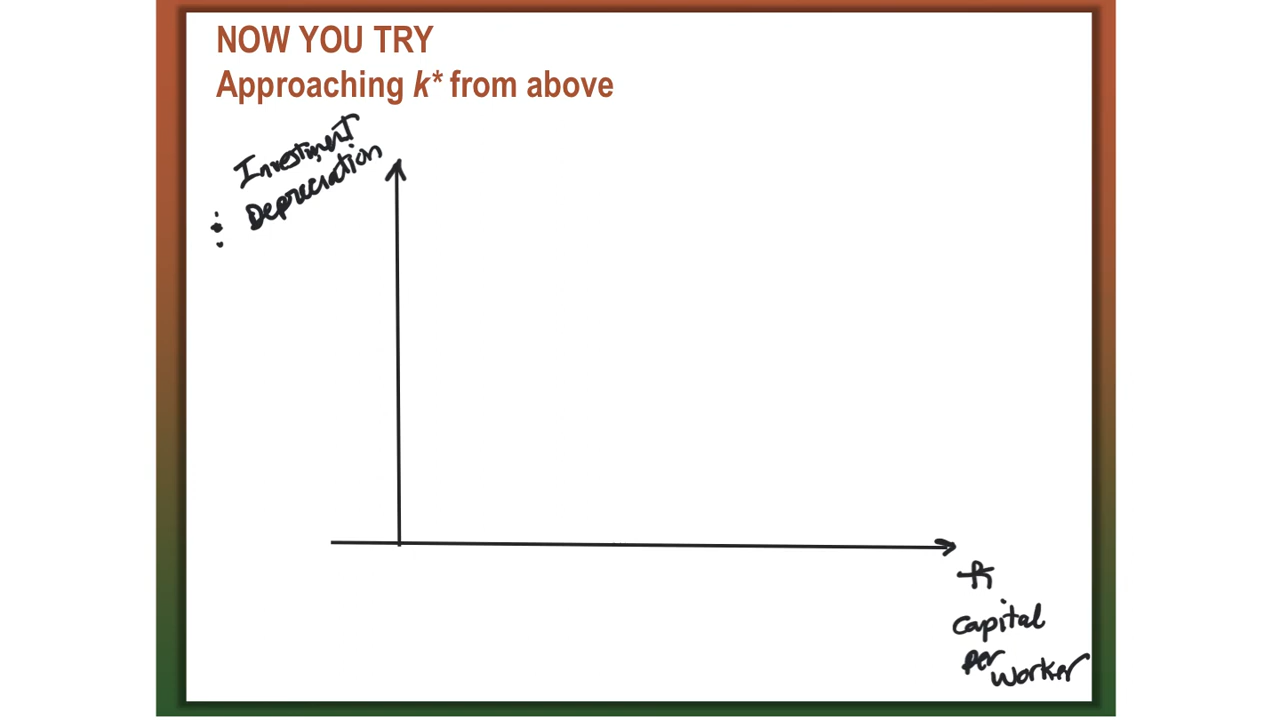 NOW YOU TRY
Approaching k* from above
Investment
Depreciation
k
capital
per
worker